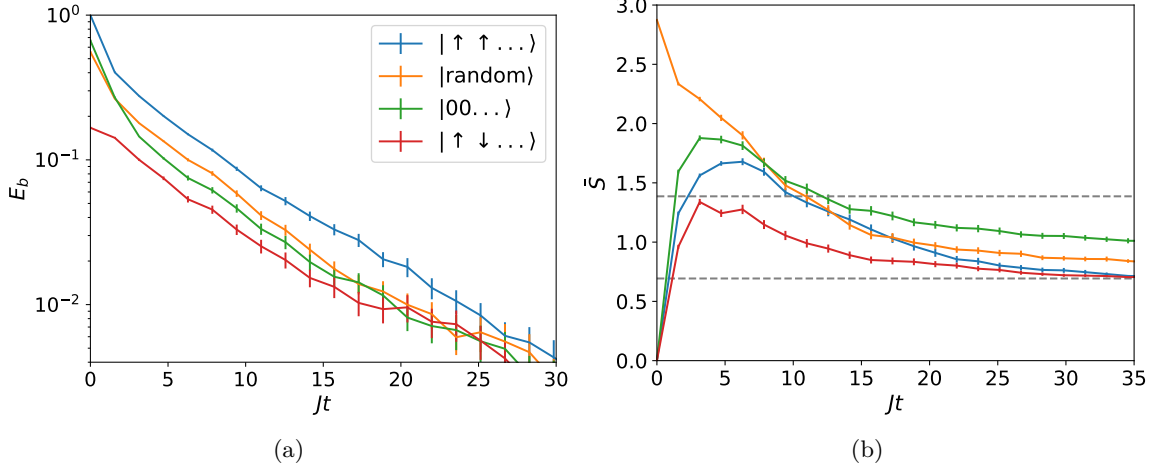 10⁰
10⁻¹
10⁻²
E_b
0 5 10 15 20 25 30
Jt
| ↑ ↑ ...⟩
|random⟩
|00...⟩
| ↑ ↓ ...⟩
(a)
3.0
2.5
2.0
1.5
1.0
0.5
0.0
S̄
0 5 10 15 20 25 30 35
Jt
(b)